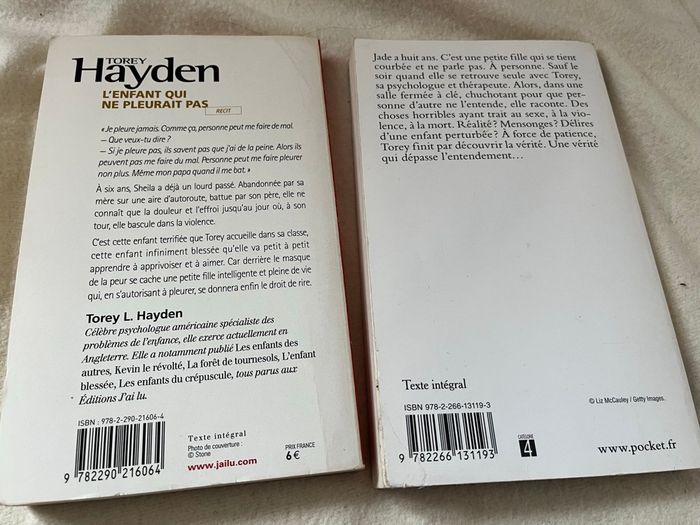 TOREY
Hayden
L'ENFANT QUI
NE PLEURAIT PAS
RÉCIT
« Je pleure jamais. Comme ça, personne peut me faire de mal.
— Que veux-tu dire ?
— Si je pleure pas, ils savent pas que j'ai de la peine. Alors ils
peuvent pas me faire du mal. Personne peut me faire pleurer
non plus. Même mon papa quand il me bat. »
À six ans, Sheila a déjà un lourd passé. Abandonnée par sa
mère sur une aire d'autoroute, battue par son père, elle ne
connaît que la douleur et l'effroi jusqu'au jour où, à son
tour, elle bascule dans la violence.
C'est cette enfant terrifiée que Torey accueille dans sa classe,
cette enfant infiniment blessée qu'elle va petit à petit
apprendre à apprivoiser et à aimer. Car derrière le masque
de la peur se cache une petite fille intelligente et pleine de vie
qui, en s'autorisant à pleurer, se donnera enfin le droit de rire.
Torey L. Hayden
Célèbre psychologue américaine spécialiste des
problèmes de l'enfance, elle exerce actuellement en
Angleterre. Elle a notamment publié Les enfants des
autres, Kevin le révolté, La forêt de tournesols, L'enfant
blessée, Les enfants du crépuscule, tous parus aux
Éditions J'ai lu.
ISBN : 978-2-290-21606-4
9 782290 216064
Texte intégral
Photo de couverture :
© Stone
www.jailu.com
PRIX FRANCE
6 €
Jade a huit ans. C'est une petite fille qui se tient
courbée et ne parle pas. À personne. Sauf le
soir quand elle se retrouve seule avec Torey,
sa psychologue et thérapeute. Alors, dans une
salle fermée à clé, chuchotant pour que per-
sonne d'autre ne l'entende, elle raconte. Des
choses horribles ayant trait au sexe, à la vio-
lence, à la mort. Réalité ? Mensonges ? Délires
d'une enfant perturbée ? À force de patience,
Torey finit par découvrir la vérité. Une vérité
qui dépasse l'entendement…
Texte intégral
© Liz McCauley / Getty Images.
ISBN 978-2-266-13119-3
9 782266 131193
CATÉGORIE
4
www.pocket.fr